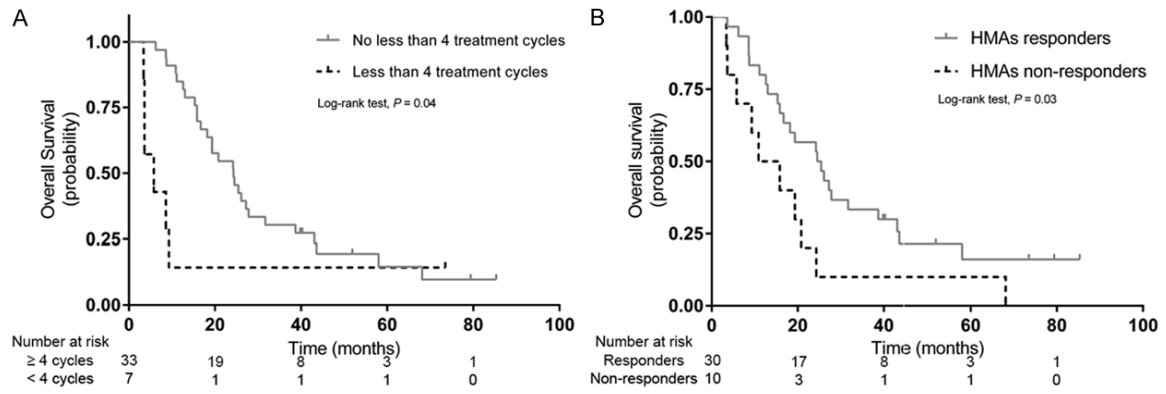 A
Overall Survival
(probability)
1.00
0.75
0.50
0.25
0.00
No less than 4 treatment cycles
Less than 4 treatment cycles
Log-rank test, P = 0.04
0 20 40 60 80 100
Time (months)
Number at risk
≥ 4 cycles 33 19 8 3 1
< 4 cycles 7 1 1 1 0
B
Overall survival
(probability)
1.00
0.75
0.50
0.25
0.00
HMAs responders
HMAs non-responders
Log-rank test, P = 0.03
0 20 40 60 80 100
Time (months)
Number at risk
Responders 30 17 8 3 1
Non-responders 10 3 1 1 0